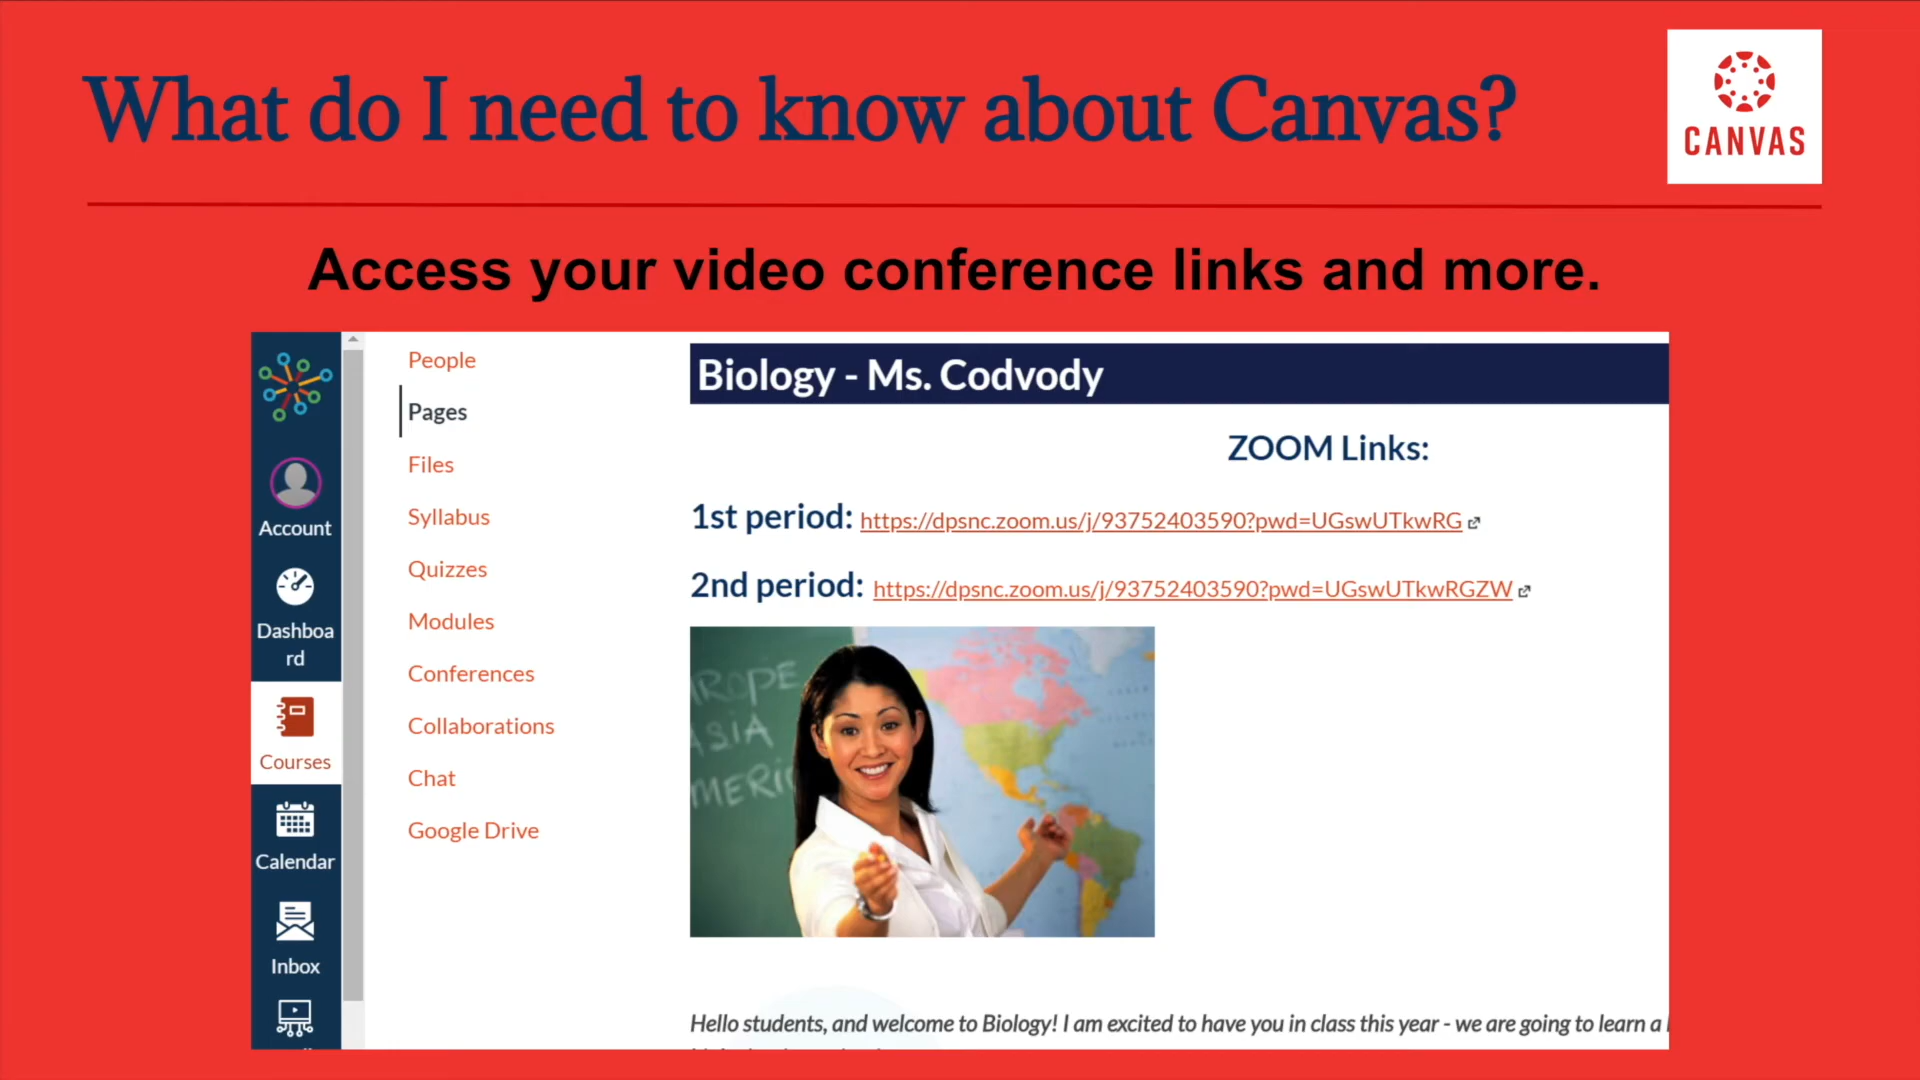 What do I need to know about Canvas?
CANVAS
Access your video conference links and more.
Account
Dashboa
rd
Courses
Calendar
Inbox
People
Pages
Files
Syllabus
Quizzes
Modules
Conferences
Collaborations
Chat
Google Drive
Biology - Ms. Codvody
ZOOM Links:
1st period: https://dpsnc.zoom.us/j/93752403590?pwd=UGswUTkwRG
2nd period: https://dpsnc.zoom.us/j/93752403590?pwd=UGswUTkwRGZW
ROPE
ASIA
MERI
Hello students, and welcome to Biology! I am excited to have you in class this year - we are going to learn a